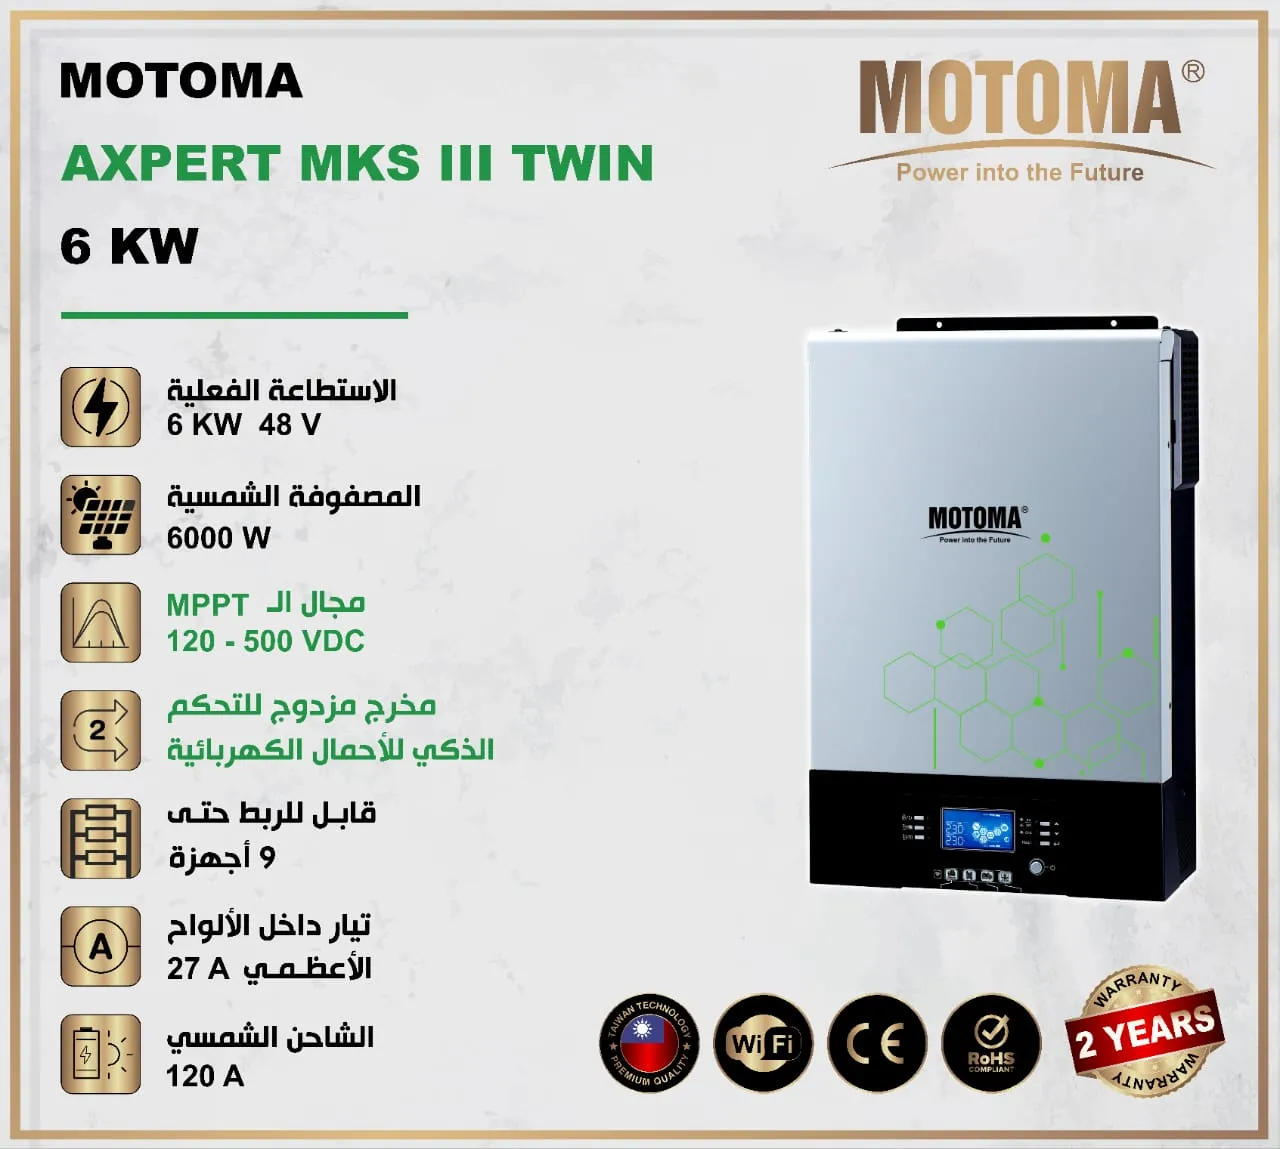 MOTOMA
AXPERT MKS III TWIN
6 KW
MOTOMA®
Power into the Future
الاستطاعة الفعلية
6 KW 48 V
المصفوفة الشمسية
6000 W
مجال الـ MPPT
120 - 500 VDC
2
مخرج مزدوج للتحكم
الذكي للأحمال الكهربائية
قابل للربط حتى
9 أجهزة
A
تيار داخل الألواح
الأعظمي 27 A
الشاحن الشمسي
120 A
MOTOMA®
Power into the Future
230
230
TAIWAN TECHNOLOGY
PREMIUM QUALITY
WiFi
CE
RoHS
COMPLIANT
WARRANTY
2 YEARS
WARRANTY